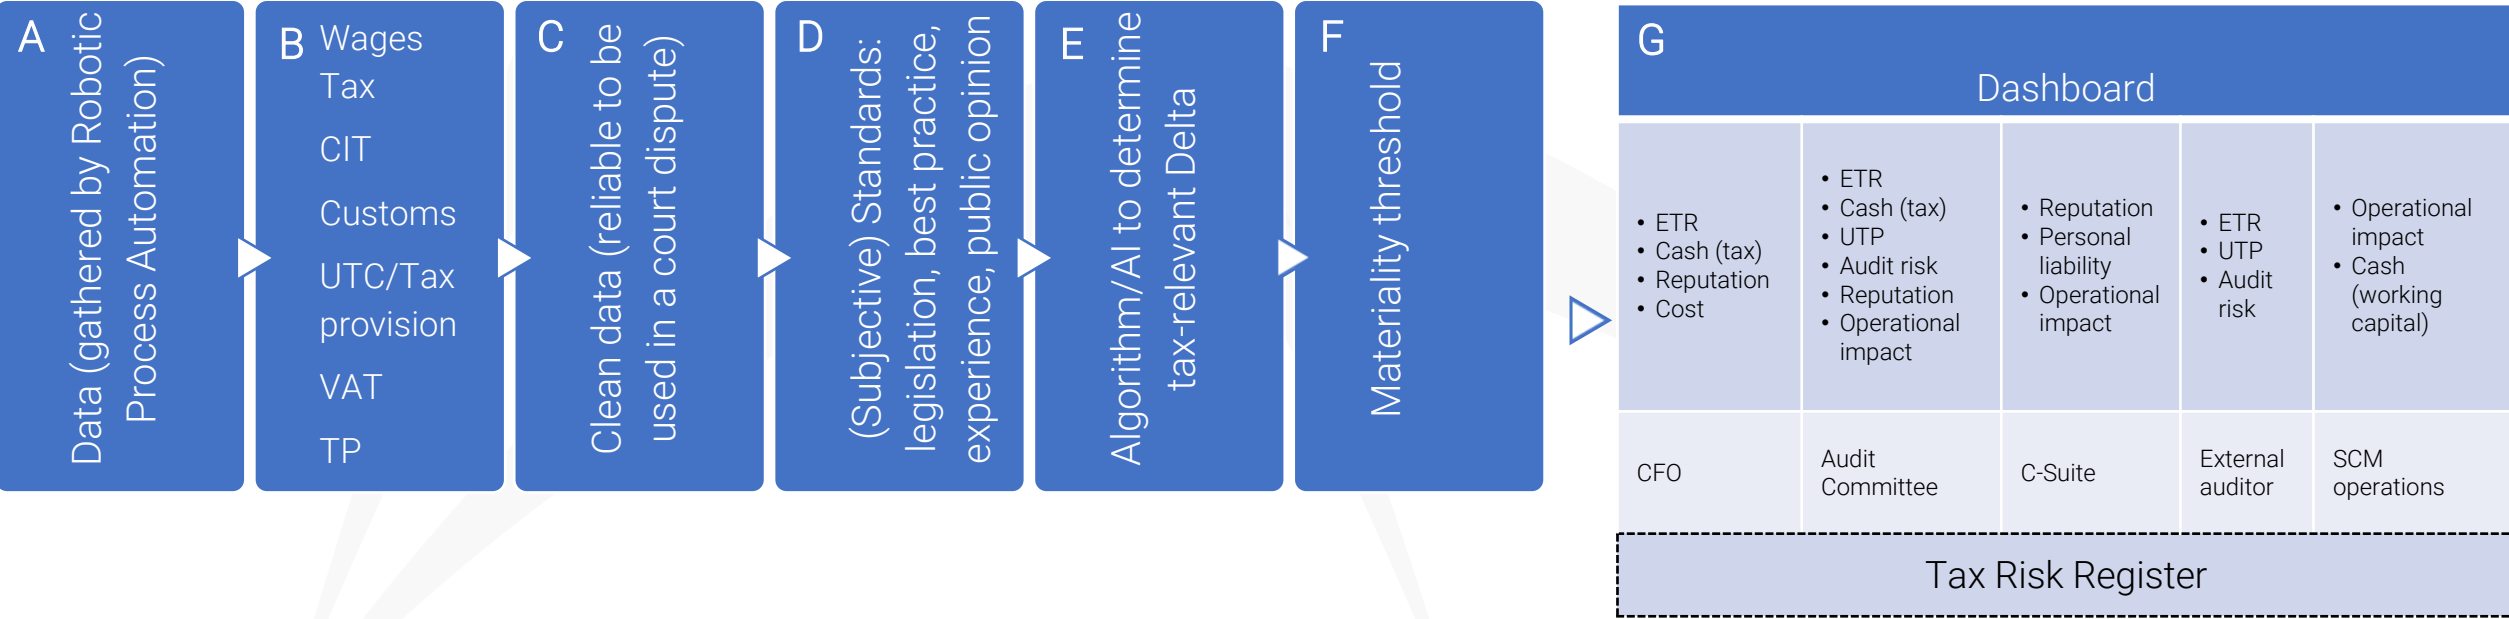 A
Data (gathered by Robotic
Process Automation)
B
Wages
Tax
CIT
Customs
UTC/Tax
provision
VAT
TP
C
Clean data (reliable to be
used in a court dispute)
D
(Subjective) Standards:
legislation, best practice,
experience, public opinion
E
Algorithm/AI to determine
tax-relevant Delta
F
Materiality threshold
G
Dashboard
• ETR
• Cash (tax)
• Reputation
• Cost
• ETR
• Cash (tax)
• UTP
• Audit risk
• Reputation
• Operational
impact
• Reputation
• Personal
liability
• Operational
impact
• ETR
• UTP
• Audit
risk
• Operational
impact
• Cash
(working
capital)
CFO
Audit
Committee
C-Suite
External
auditor
SCM
operations
Tax Risk Register